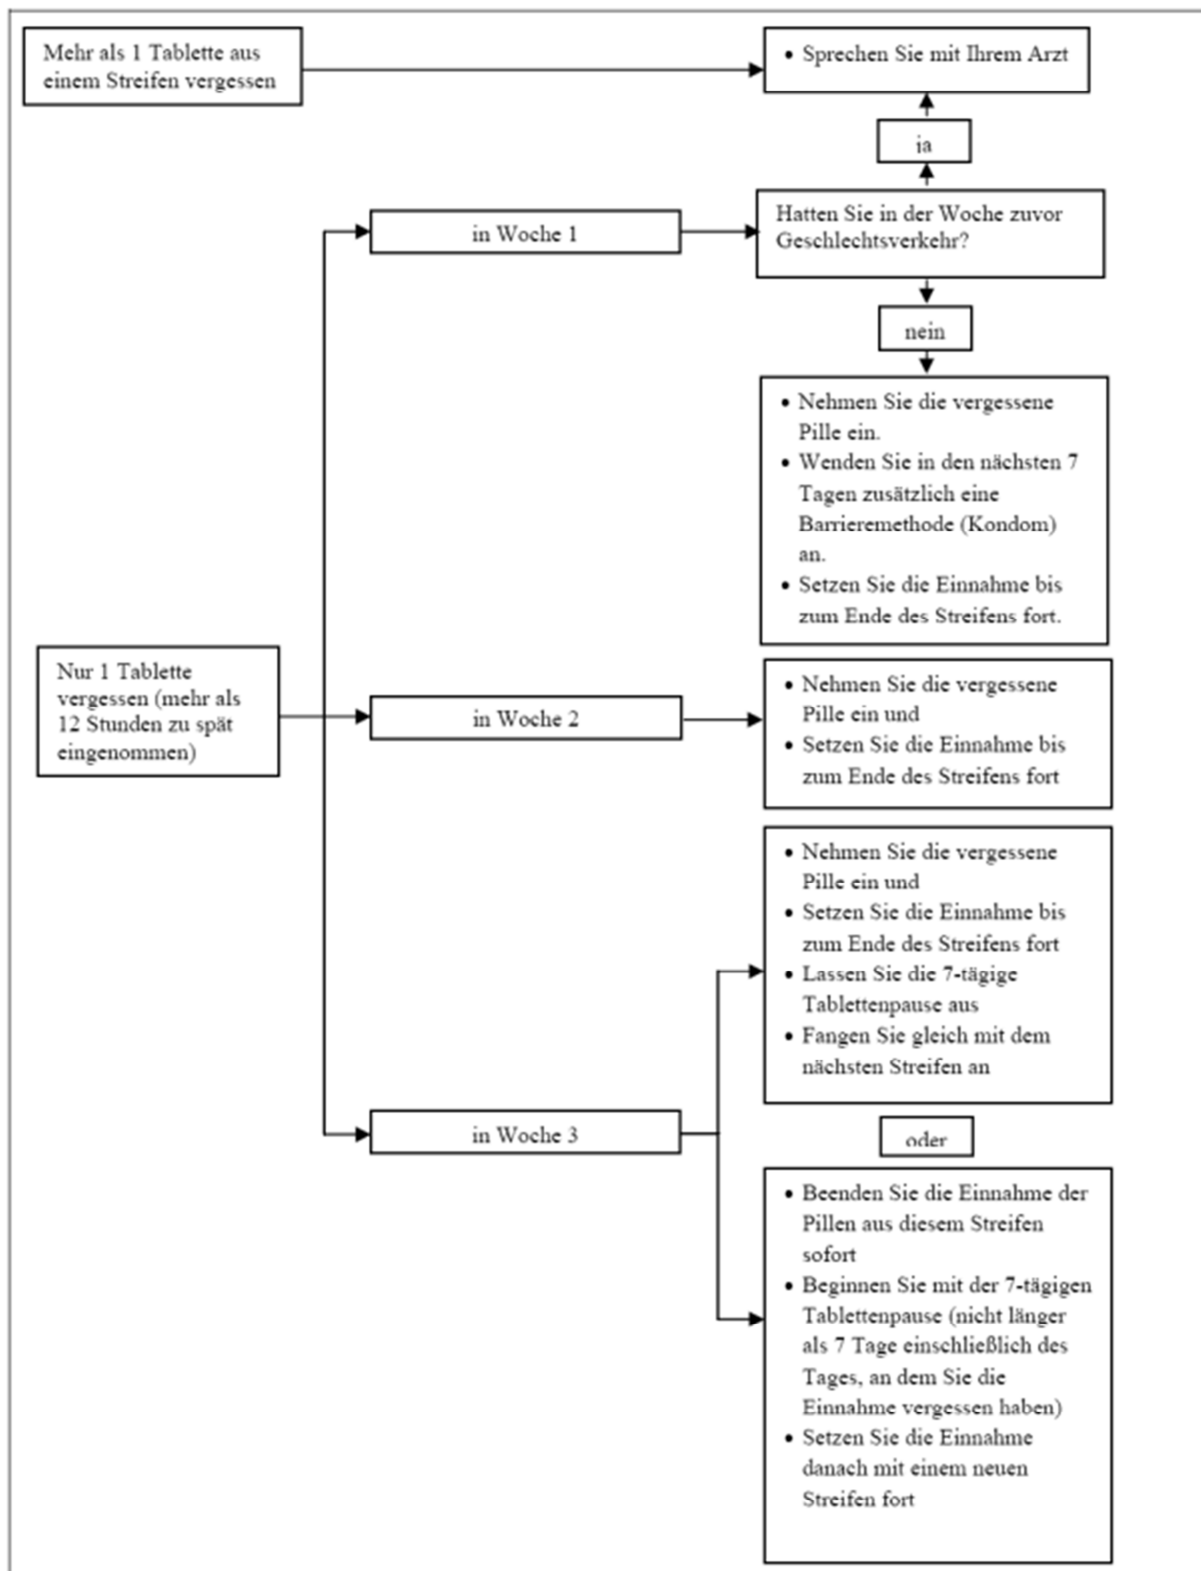 Mehr als 1 Tablette aus
einem Streifen vergessen
• Sprechen Sie mit Ihrem Arzt
ja
in Woche 1
Hatten Sie in der Woche zuvor
Geschlechtsverkehr?
nein
• Nehmen Sie die vergessene
Pille ein.
• Wenden Sie in den nächsten 7
Tagen zusätzlich eine
Barrieremethode (Kondom)
an.
• Setzen Sie die Einnahme bis
zum Ende des Streifens fort.
Nur 1 Tablette
vergessen (mehr als
12 Stunden zu spät
eingenommen)
in Woche 2
• Nehmen Sie die vergessene
Pille ein und
• Setzen Sie die Einnahme bis
zum Ende des Streifens fort
• Nehmen Sie die vergessene
Pille ein und
• Setzen Sie die Einnahme bis
zum Ende des Streifens fort
• Lassen Sie die 7-tägige
Tablettenpause aus
• Fangen Sie gleich mit dem
nächsten Streifen an
in Woche 3
oder
• Beenden Sie die Einnahme der
Pillen aus diesem Streifen
sofort
• Beginnen Sie mit der 7-tägigen
Tablettenpause (nicht länger
als 7 Tage einschließlich des
Tages, an dem Sie die
Einnahme vergessen haben)
• Setzen Sie die Einnahme
danach mit einem neuen
Streifen fort